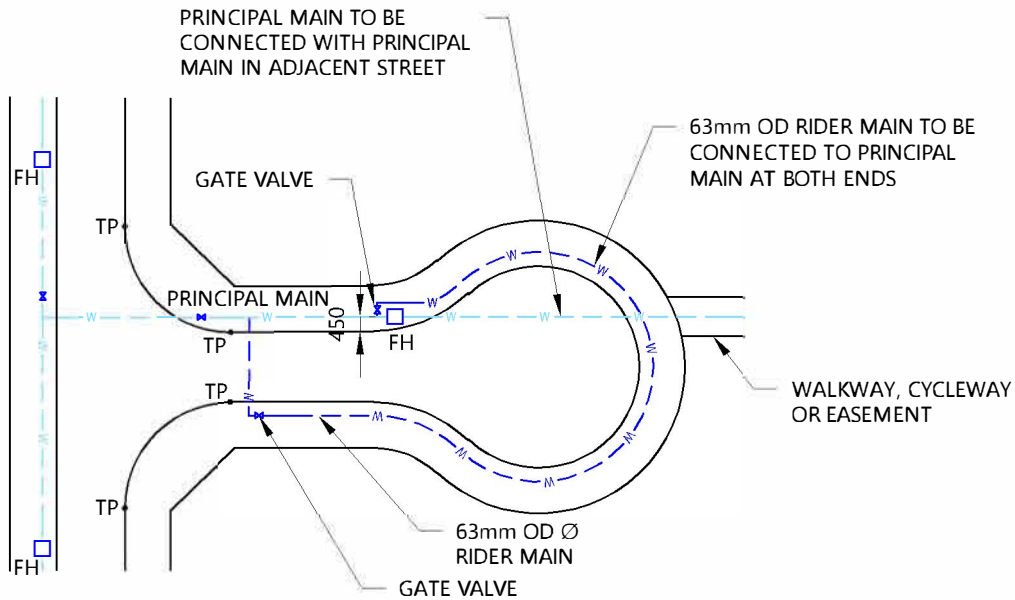 PRINCIPAL MAIN TO BE
CONNECTED WITH PRINCIPAL
MAIN IN ADJACENT STREET
63mm OD RIDER MAIN TO BE
CONNECTED TO PRINCIPAL
MAIN AT BOTH ENDS
GATE VALVE
FH
W
W
W
TP
PRINCIPAL MAIN
W
W
W
W
W
450
FH
TP
W
W
TP
W
W
W
W
W
W
WALKWAY, CYCLEWAY
OR EASEMENT
TP
63mm OD Ø
RIDER MAIN
FH
GATE VALVE